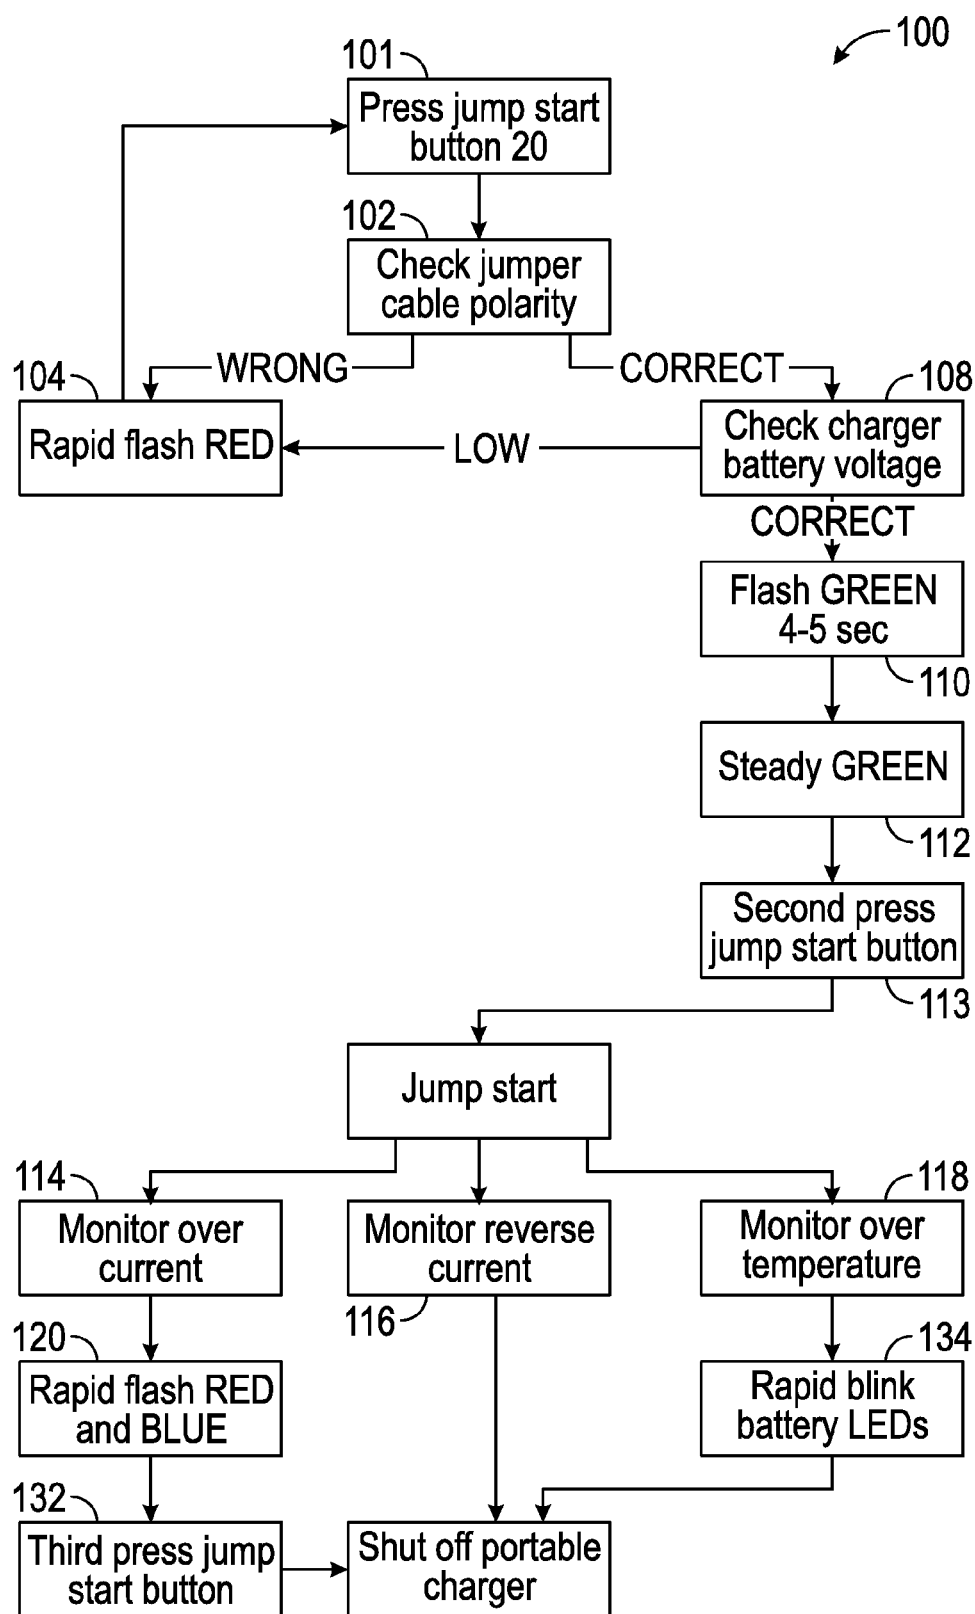 100
101
Press jump start
button 20
102
Check jumper
cable polarity
WRONG
CORRECT
104
Rapid flash RED
LOW
108
Check charger
battery voltage
CORRECT
Flash GREEN
4-5 sec
110
Steady GREEN
112
Second press
jump start button
113
Jump start
114
Monitor over
current
Monitor reverse
current
116
118
Monitor over
temperature
120
Rapid flash RED
and BLUE
134
Rapid blink
battery LEDs
132
Third press jump
start button
Shut off portable
charger